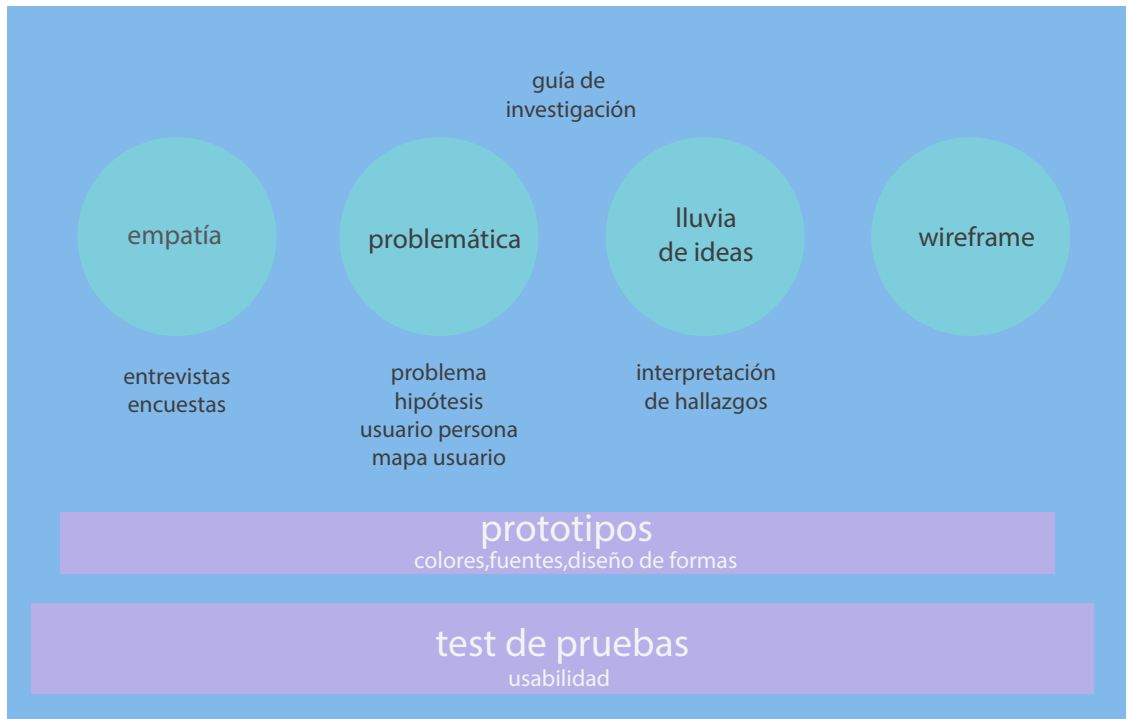 guía de
investigación
empatía
problemática
lluvia
de ideas
wireframe
entrevistas
encuestas
problema
hipótesis
usuario persona
mapa usuario
interpretación
de hallazgos
prototipos
colores,fuentes,diseño de formas
test de pruebas
usabilidad